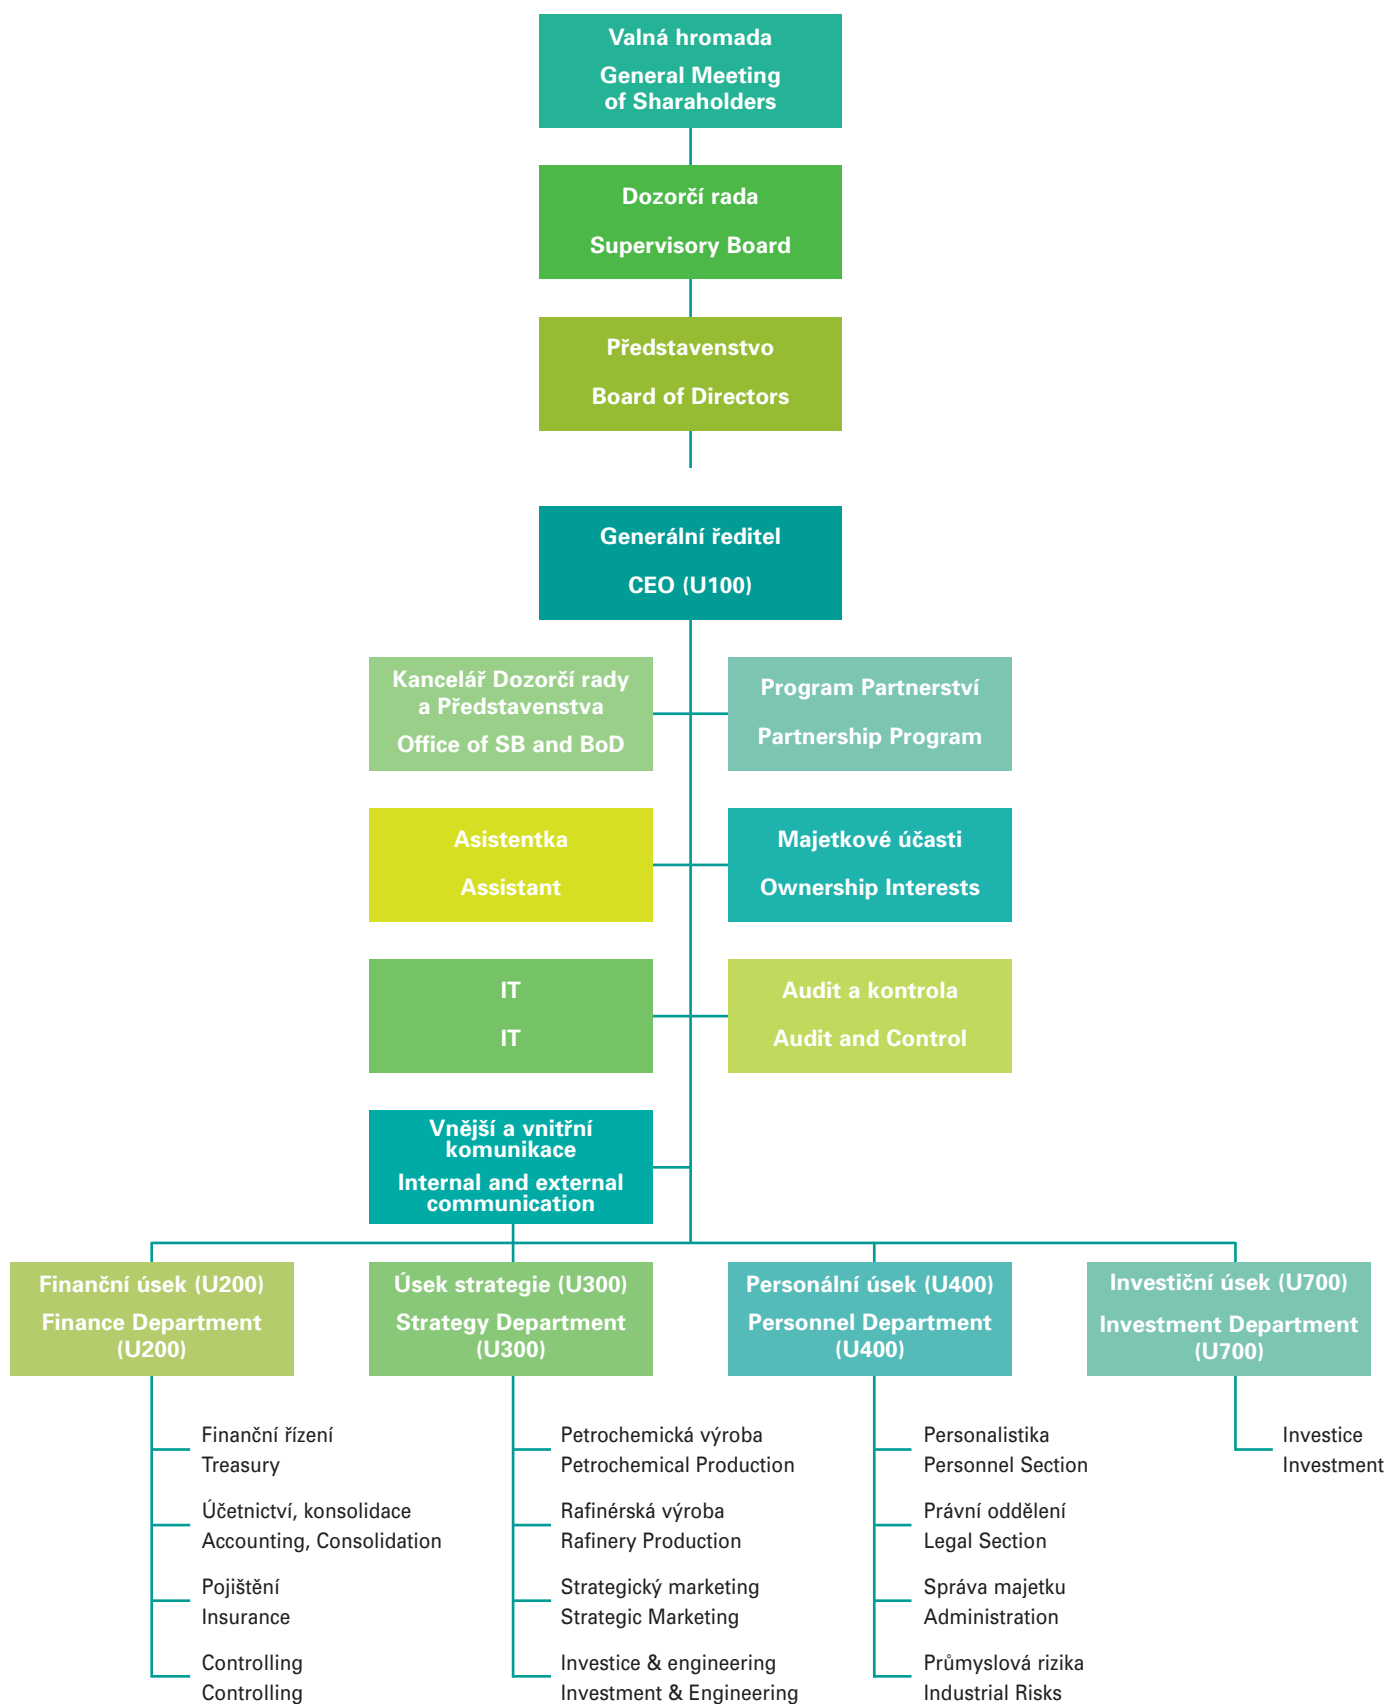 Valná hromada
General Meeting
of Sharaholders
Dozorčí rada
Supervisory Board
Představenstvo
Board of Directors
Generální ředitel
CEO (U100)
Kancelář Dozorčí rady
a Představenstva
Office of SB and BoD
Program Partnerství
Partnership Program
Asistentka
Assistant
Majetkové účasti
Ownership Interests
IT
IT
Audit a kontrola
Audit and Control
Vnější a vnitřní
komunikace
Internal and external
communication
Finanční úsek (U200)
Finance Department
(U200)
Úsek strategie (U300)
Strategy Department
(U300)
Personální úsek (U400)
Personnel Department
(U400)
Investiční úsek (U700)
Investment Department
(U700)
Finanční řízení
Treasury
Účetnictví, konsolidace
Accounting, Consolidation
Pojištění
Insurance
Controlling
Controlling
Petrochemická výroba
Petrochemical Production
Rafinérská výroba
Rafinery Production
Strategický marketing
Strategic Marketing
Investice & engineering
Investment & Engineering
Personalistika
Personnel Section
Právní oddělení
Legal Section
Správa majetku
Administration
Průmyslová rizika
Industrial Risks
Investice
Investment